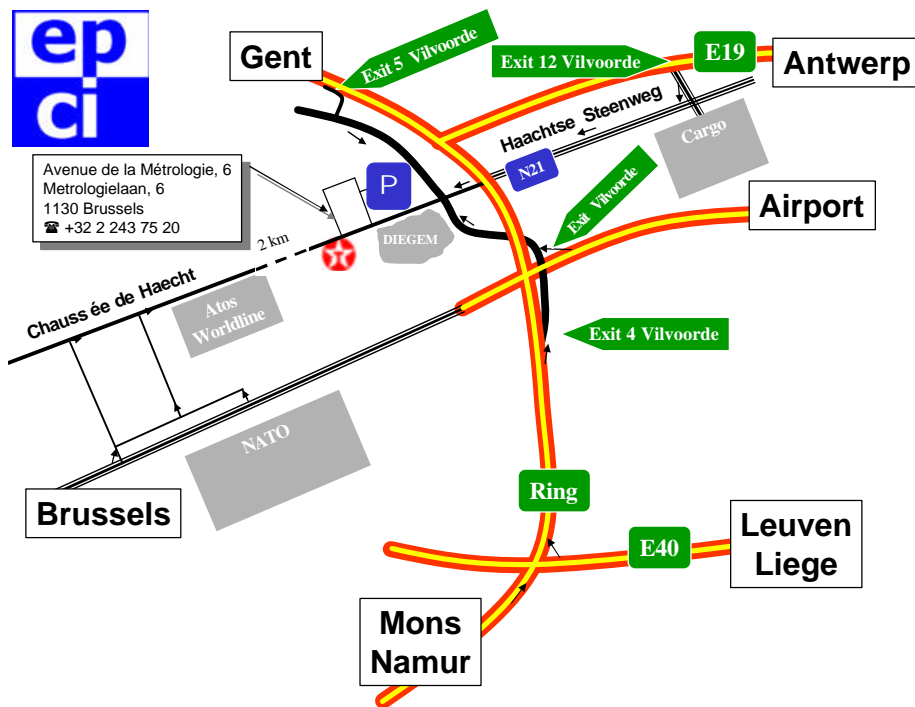 ep
ci
Gent
Exit 5 Vilvoorde
Exit 12 Vilvoorde
E19
Antwerp
Haachtse Steenweg
Cargo
Avenue de la Métrologie, 6
Metrologielaan, 6
1130 Brussels
☎ +32 2 243 75 20
P
N21
Exit Vilvoorde
Airport
DIEGEM
2 km
Chauss ée de Haecht
Atos
Worldline
Exit 4 Vilvoorde
NATO
Brussels
Ring
E40
Leuven
Liege
Mons
Namur